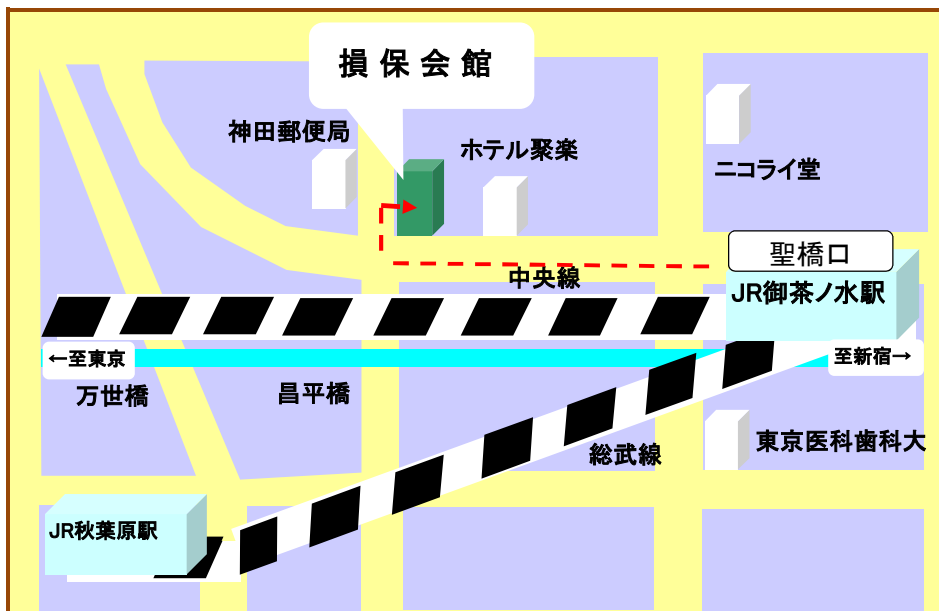 損保会館
神田郵便局
ホテル聚楽
ニコライ堂
聖橋口
中央線
JR御茶ノ水駅
←至東京
至新宿→
万世橋
昌平橋
東京医科歯科大
総武線
JR秋葉原駅